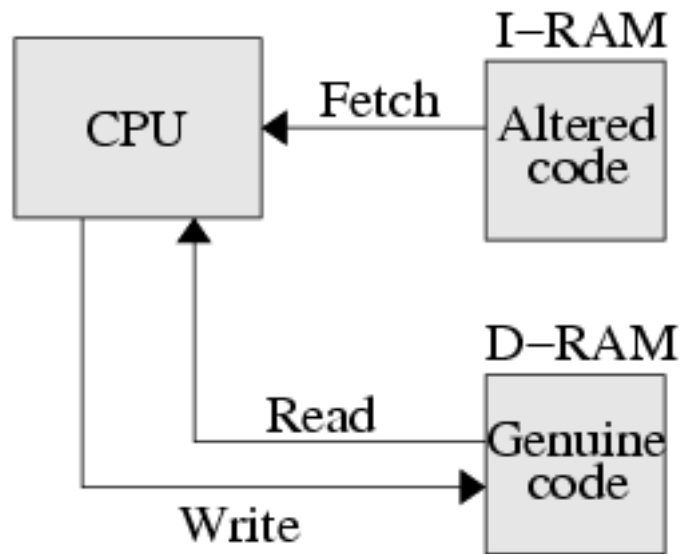 I–RAM
CPU
Fetch
Altered
code
D–RAM
Read
Genuine
code
Write